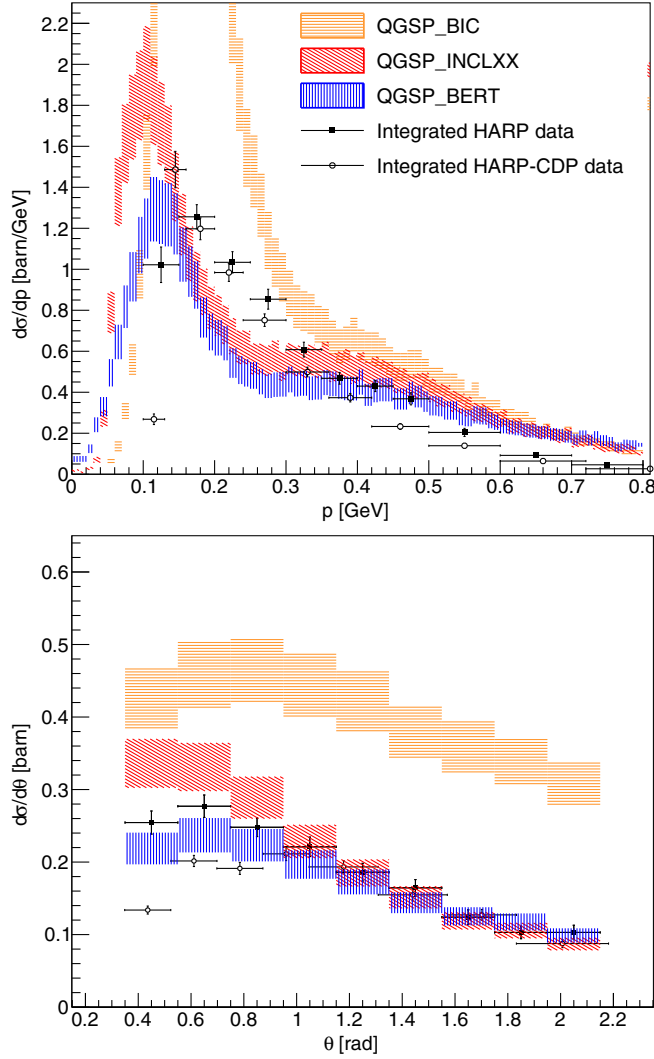 QGSP_BIC
QGSP_INCLXX
QGSP_BERT
Integrated HARP data
Integrated HARP-CDP data
dσ/dp [barn/GeV]
2.2
2
1.8
1.6
1.4
1.2
1
0.8
0.6
0.4
0.2
0
0 0.1 0.2 0.3 0.4 0.5 0.6 0.7 0.8
p [GeV]
dσ/dθ [barn]
0.6
0.5
0.4
0.3
0.2
0.1
0
0.2 0.4 0.6 0.8 1 1.2 1.4 1.6 1.8 2 2.2
θ [rad]